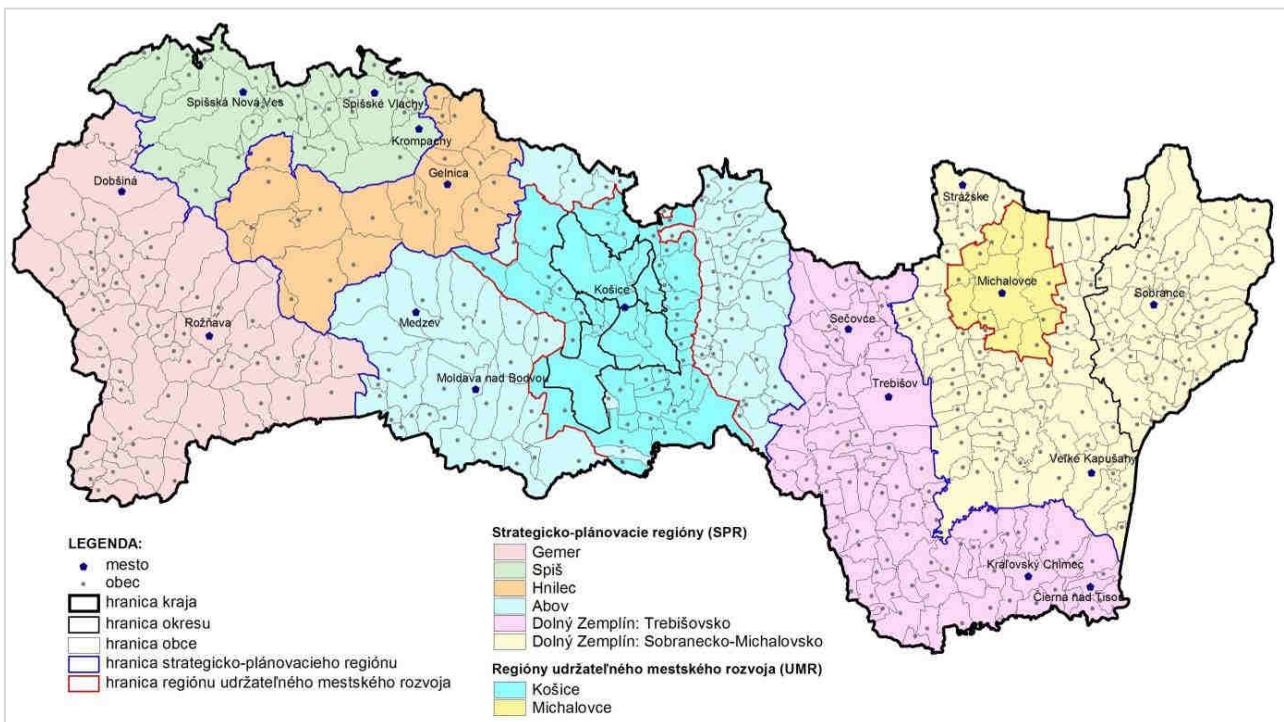 Spišská Nová Ves
Spišské Vlachy
Krompachy
Dobšiná
Gelnica
Strážske
Michalovce
Košice
Sobrance
Rožňava
Medzev
Sečovce
Moldava nad Bodvou
Trebišov
Veľké Kapušany
Kráľovský Chlmec
Čierna nad Tisou
LEGENDA:
mesto
obec
hranica kraja
hranica okresu
hranica obce
hranica strategicko-plánovacieho regiónu
hranica regiónu udržateľného mestského rozvoja
Strategicko-plánovacie regióny (SPR)
Gemer
Spiš
Hnilec
Abov
Dolný Zemplín: Trebišovsko
Dolný Zemplín: Sobranecko-Michalovsko
Regióny udržateľného mestského rozvoja (UMR)
Košice
Michalovce